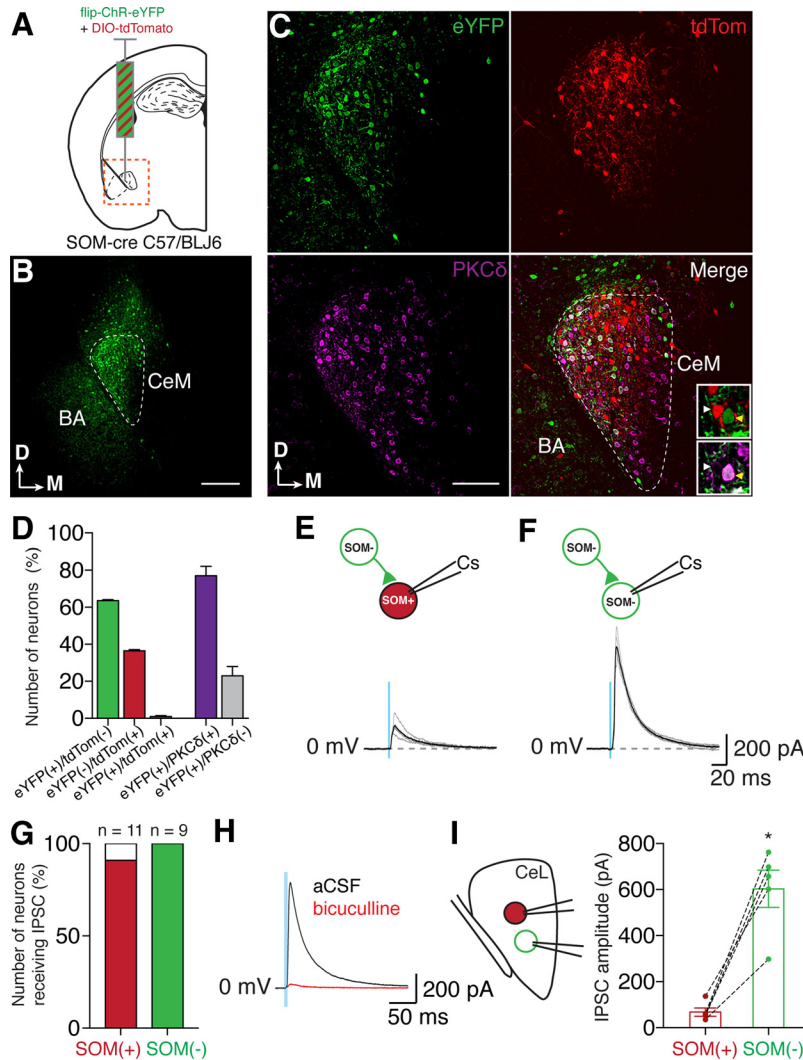 A
flip-ChR-eYFP
+ DIO-tdTomato
SOM-cre C57/BLJ6
B
BA
CeM
D
M
C
eYFP
tdTom
PKCδ
Merge
CeM
BA
D
M
D
Number of neurons (%)
100
80
60
40
20
0
eYFP(+)/tdTom(-)
eYFP(-)/tdTom(+)
eYFP(+)/tdTom(+)
eYFP(+)/PKCδ(+)
eYFP(+)/PKCδ(-)
E
SOM-
Cs
SOM+
0 mV
F
SOM-
Cs
SOM-
0 mV
200 pA
20 ms
G
n = 11 n = 9
Number of neurons
receiving IPSC (%)
100
50
0
SOM(+) SOM(-)
H
aCSF
bicuculline
0 mV
200 pA
50 ms
I
CeL
IPSC amplitude (pA)
800
600
400
200
0
*
SOM(+) SOM(-)